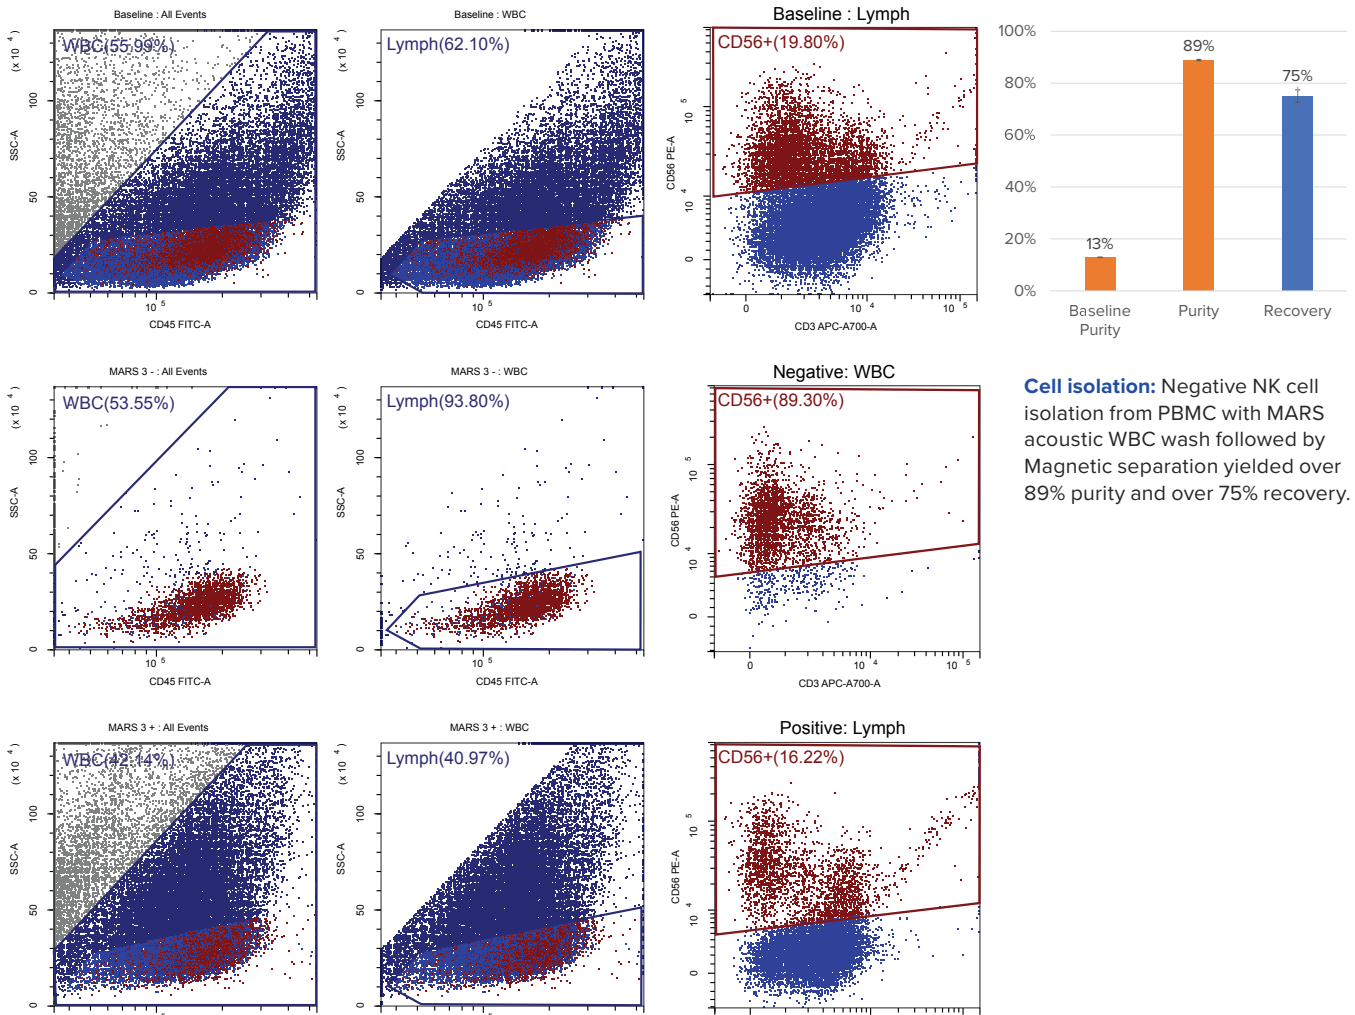 Baseline : All Events
WBC(55.99%)
(x 10 4 )
100
50
0
SSC-A
10 5
CD45 FITC-A
Baseline : WBC
Lymph(62.10%)
(x 10 4 )
100
50
0
SSC-A
10 5
CD45 FITC-A
Baseline : Lymph
CD56+(19.80%)
10 5
10 4
0
CD56 PE-A
0
10 4
10 5
CD3 APC-A700-A
100%
80%
60%
40%
20%
0%
13%
89%
75%
Baseline
Purity
Purity
Recovery
MARS 3 - : All Events
WBC(53.55%)
(x 10 4 )
100
50
0
SSC-A
10 5
CD45 FITC-A
MARS 3 - : WBC
Lymph(93.80%)
(x 10 4 )
100
50
0
SSC-A
10 5
CD45 FITC-A
Negative: WBC
CD56+(89.30%)
10 5
10 4
0
CD56 PE-A
0
10 4
10 5
CD3 APC-A700-A
Cell isolation: Negative NK cell
isolation from PBMC with MARS
acoustic WBC wash followed by
Magnetic separation yielded over
89% purity and over 75% recovery.
MARS 3 + : All Events
WBC(42.14%)
(x 10 4 )
100
50
0
SSC-A
MARS 3 + : WBC
Lymph(40.97%)
(x 10 4 )
100
50
0
SSC-A
Positive: Lymph
CD56+(16.22%)
10 5
10 4
0
CD56 PE-A